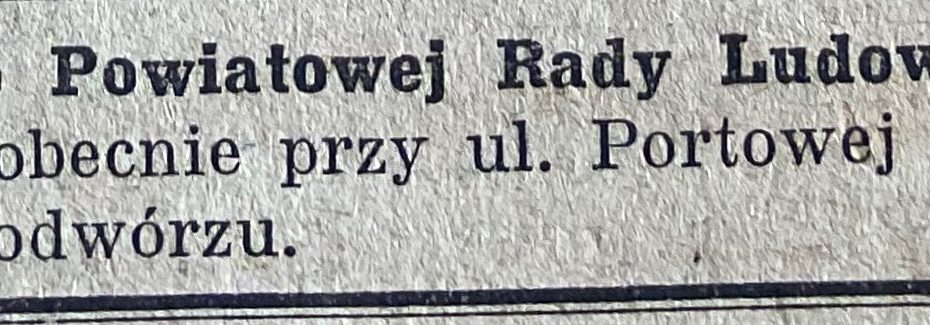 Powiatowej Rady Ludow
obecnie przy ul. Portowej
odwórzu.